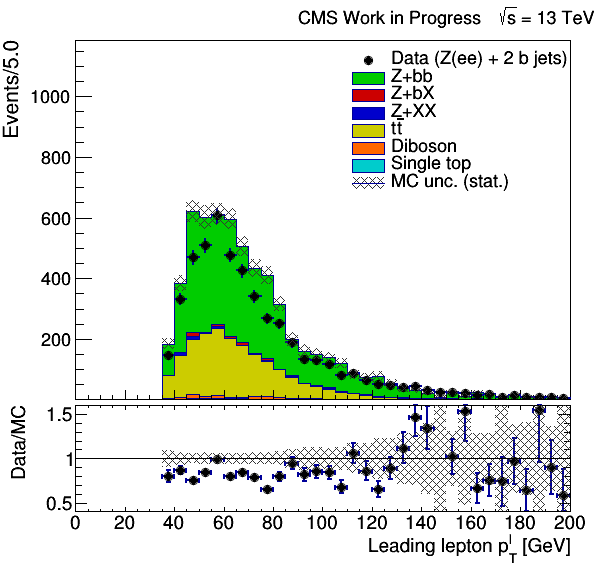 CMS Work in Progress √s = 13 TeV
Events/5.0
1000
800
600
400
200
Data (Z(ee) + 2 b jets)
Z+bb
Z+bX
Z+XX
tt̄
Diboson
Single top
MC unc. (stat.)
Data/MC
1.5
1
0.5
0 20 40 60 80 100 120 140 160 180 200
Leading lepton p_T^l [GeV]